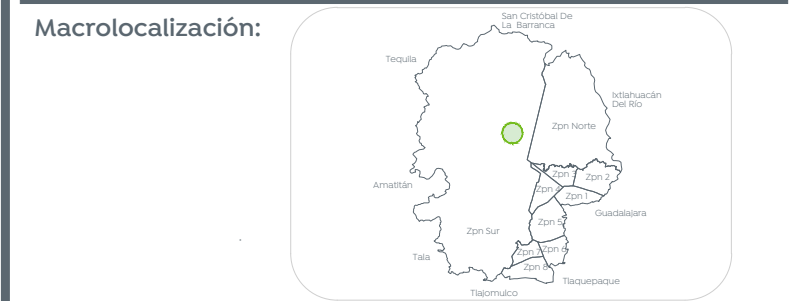 Macrolocalización:
San Cristóbal De
La Barranca
Tequila
Ixtlahuacán
Del Río
Zpn Norte
Zpn 3
Zpn 2
Amatitán
Zpn 4
Zpn 1
Guadalajara
Zpn 5
Zpn Sur
Zpn 7
Zpn 6
Tala
Zpn 8
Tlaquepaque
Tlajomulco